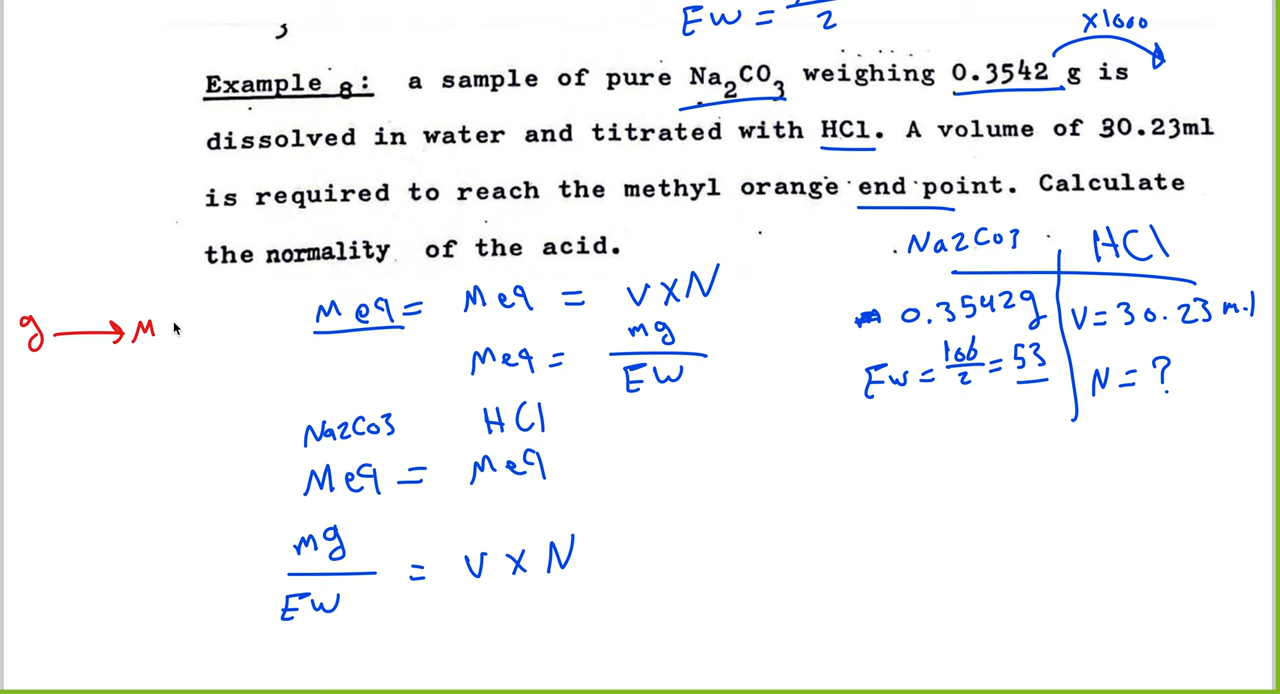 EW = 2
x1000
Example 8: a sample of pure Na2CO3 weighing 0.3542 g is
dissolved in water and titrated with HCl. A volume of 30.23ml
is required to reach the methyl orange end point. Calculate
the normality of the acid.
Na2Co3 HCl
0.3542g V=30.23 m.l
EW = 106/2 = 53 N = ?
Meq = Meq = V×N
Meq = mg/EW
g → M
Na2Co3 HCl
Meq = Meq
mg/EW = V × N